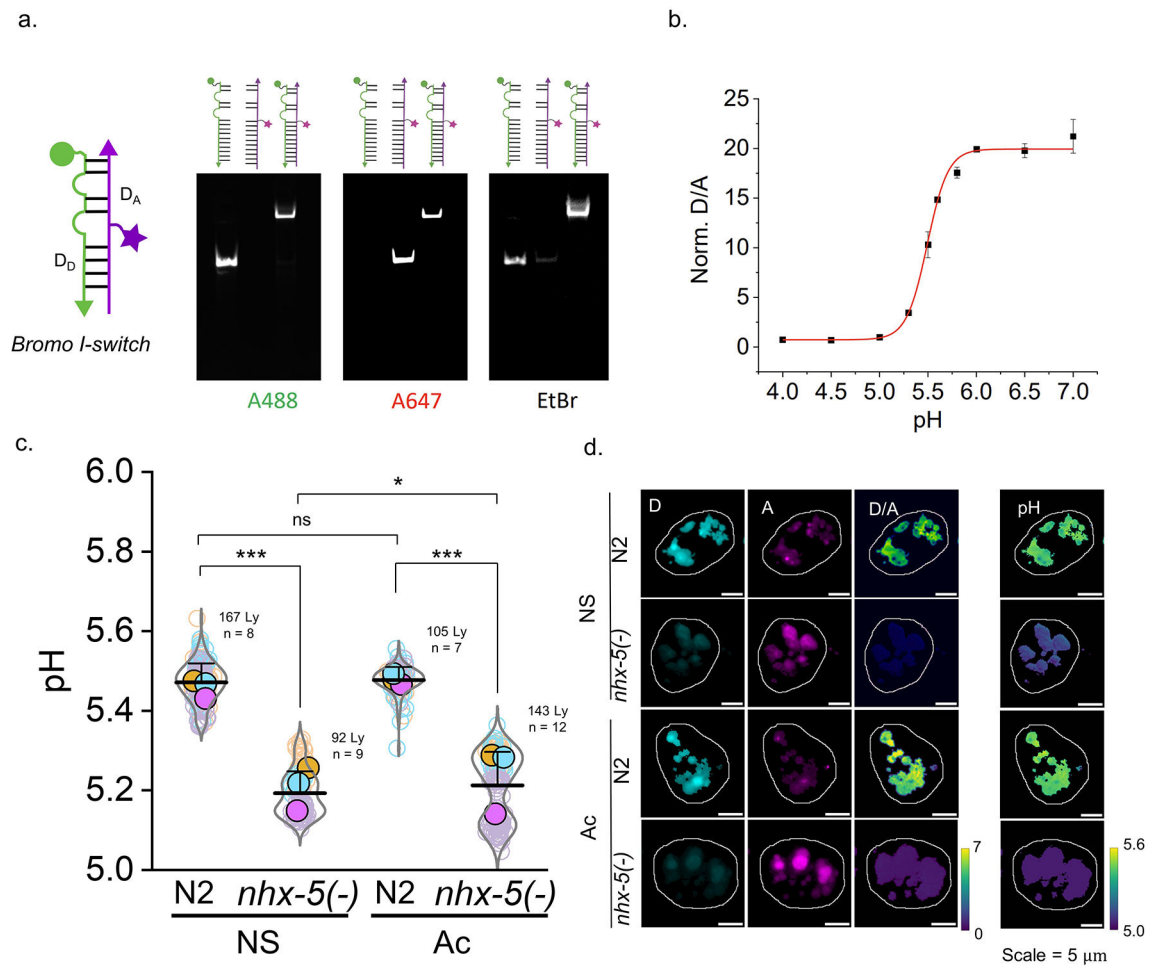 a.
D_A
D_D
Bromo I-switch
A488
A647
EtBr
b.
25
20
15
10
5
0
Norm. D/A
4.0 4.5 5.0 5.5 6.0 6.5 7.0
pH
c.
6.0
5.8
5.6
5.4
5.2
5.0
pH
*
ns
***
***
167 Ly
n = 8
92 Ly
n = 9
105 Ly
n = 7
143 Ly
n = 12
N2 nhx-5(-) N2 nhx-5(-)
NS Ac
d.
D A D/A pH
NS
N2
nhx-5(-)
Ac
N2
nhx-5(-)
7
0
5.6
5.0
Scale = 5 μm